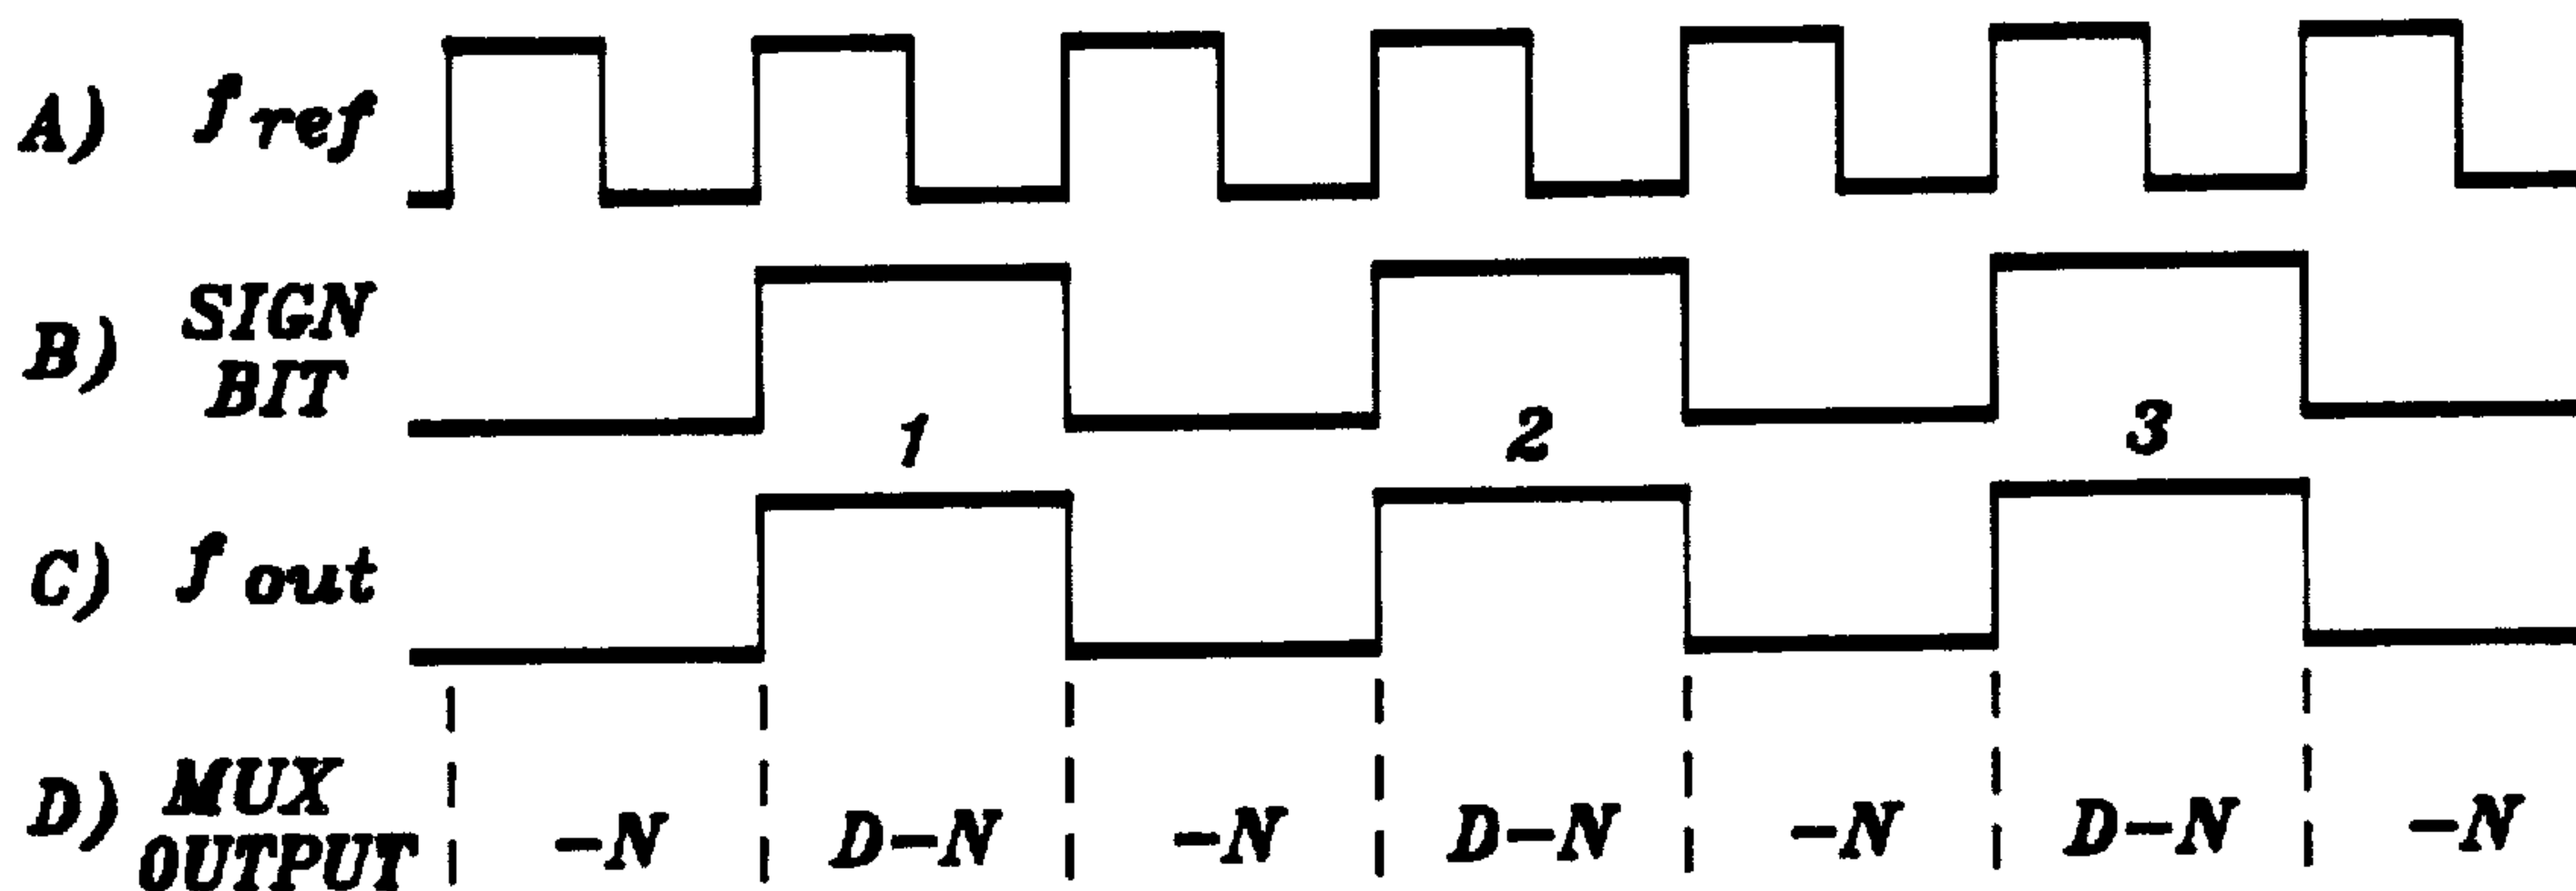 A) f ref
B) SIGN
BIT
1 2 3
C) f out
D) MUX
OUTPUT
-N D-N -N D-N -N D-N -N